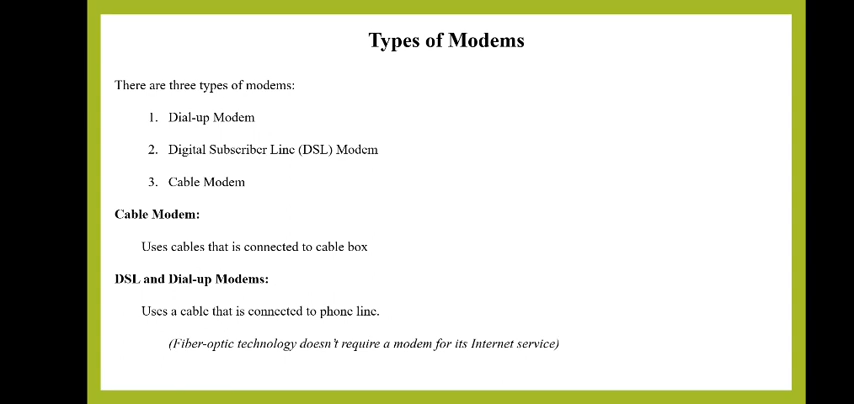 Types of Modems
There are three types of modems:
1. Dial-up Modem
2. Digital Subscriber Line (DSL) Modem
3. Cable Modem
Cable Modem:
Uses cables that is connected to cable box
DSL and Dial-up Modems:
Uses a cable that is connected to phone line.
(Fiber-optic technology doesn't require a modem for its Internet service)